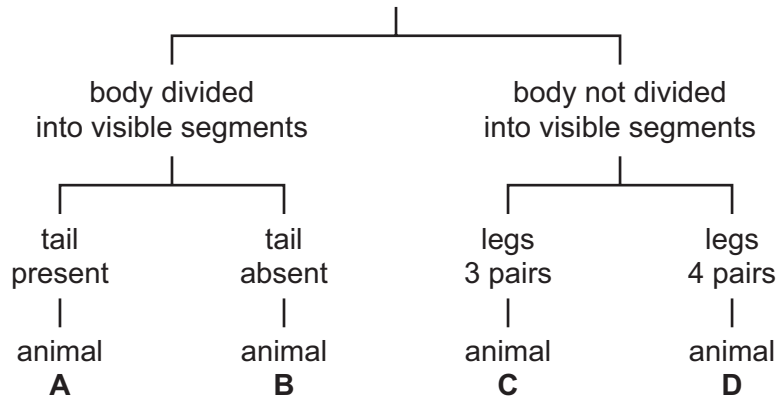 body divided
into visible segments
body not divided
into visible segments
tail
present
tail
absent
legs
3 pairs
legs
4 pairs
animal
A
animal
B
animal
C
animal
D